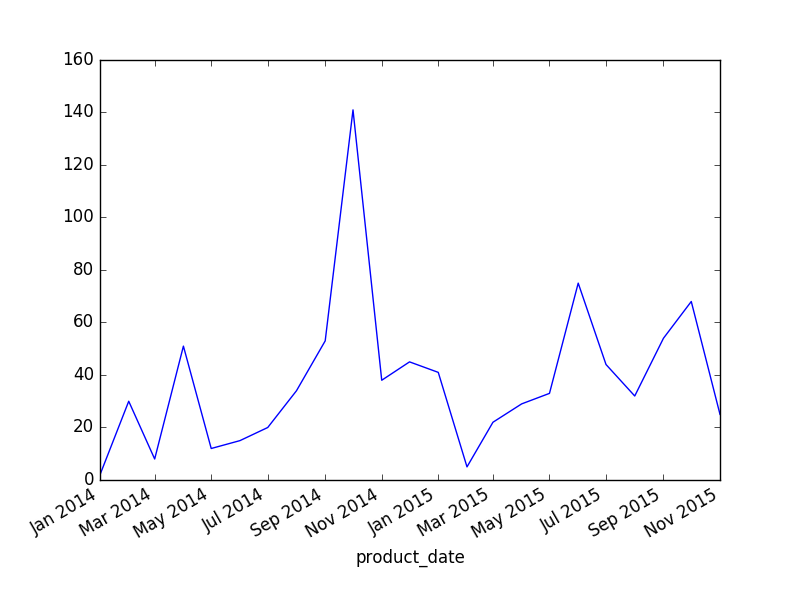 160
140
120
100
80
60
40
20
0
Jan 2014
Mar 2014
May 2014
Jul 2014
Sep 2014
Nov 2014
Jan 2015
Mar 2015
May 2015
Jul 2015
Sep 2015
Nov 2015
product_date